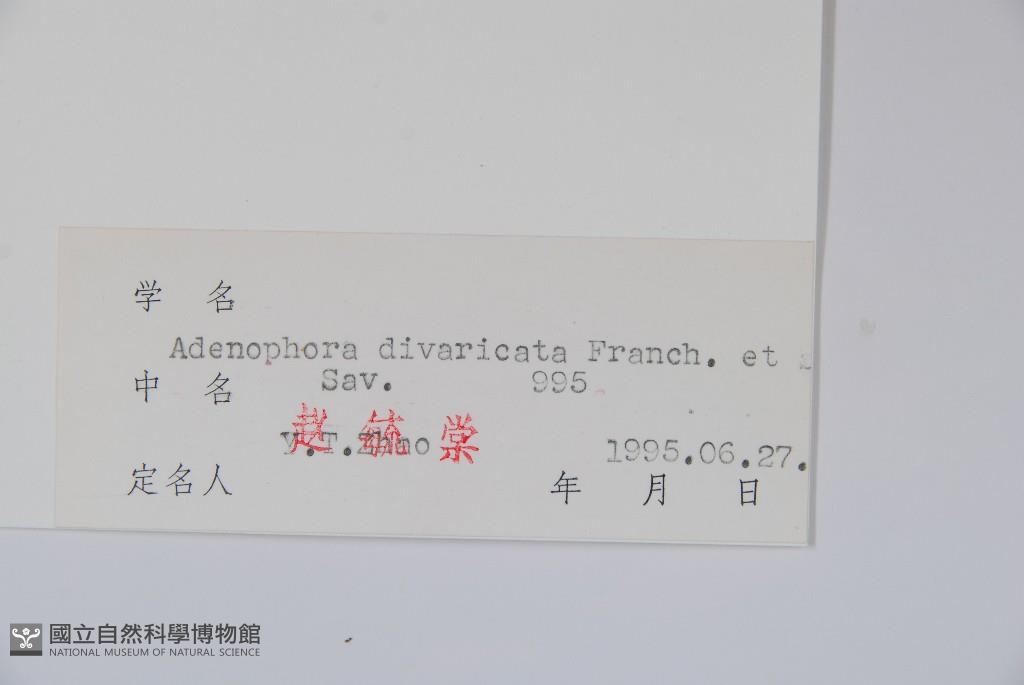 学 名
Adenophora divaricata Franch. et
中 名 Sav. 995
Y.T.Zhao 赵毓棠 1995.06.27.
定名人 年 月 日
國立自然科學博物館
NATIONAL MUSEUM OF NATURAL SCIENCE